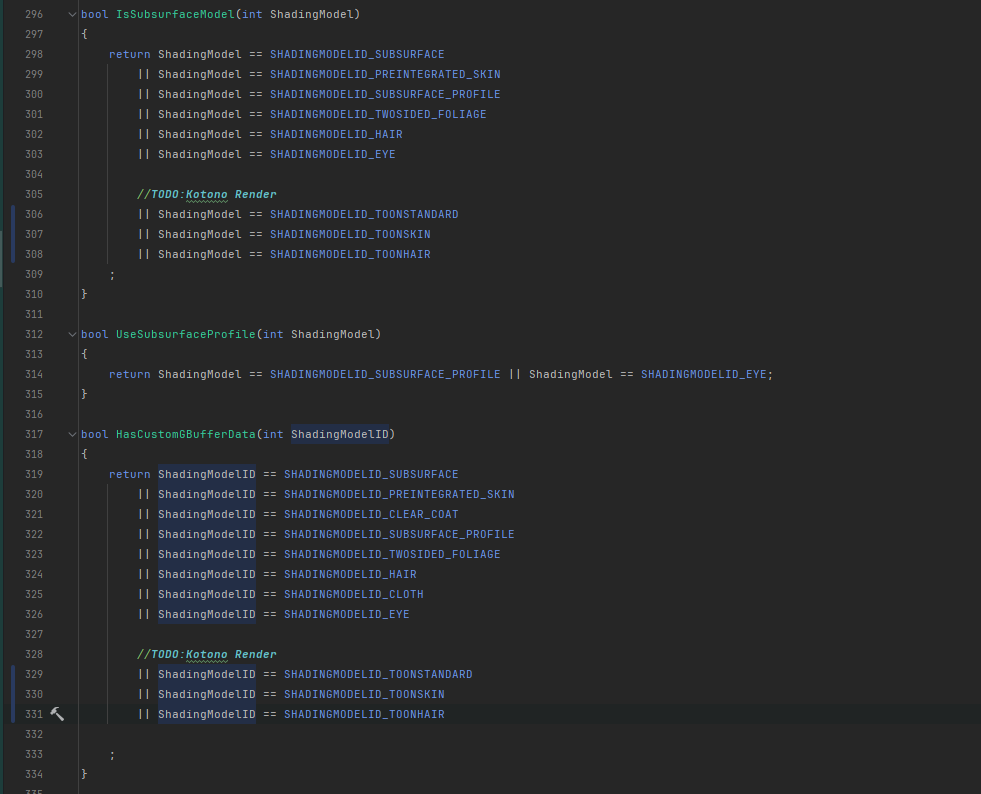 296 bool IsSubsurfaceModel(int ShadingModel)
297 {
298 return ShadingModel == SHADINGMODELID_SUBSURFACE
299 || ShadingModel == SHADINGMODELID_PREINTEGRATED_SKIN
300 || ShadingModel == SHADINGMODELID_SUBSURFACE_PROFILE
301 || ShadingModel == SHADINGMODELID_TWOSIDED_FOLIAGE
302 || ShadingModel == SHADINGMODELID_HAIR
303 || ShadingModel == SHADINGMODELID_EYE
304
305 //TODO:Kotono Render
306 || ShadingModel == SHADINGMODELID_TOONSTANDARD
307 || ShadingModel == SHADINGMODELID_TOONSKIN
308 || ShadingModel == SHADINGMODELID_TOONHAIR
309 ;
310 }
311
312 bool UseSubsurfaceProfile(int ShadingModel)
313 {
314 return ShadingModel == SHADINGMODELID_SUBSURFACE_PROFILE || ShadingModel == SHADINGMODELID_EYE;
315 }
316
317 bool HasCustomGBufferData(int ShadingModelID)
318 {
319 return ShadingModelID == SHADINGMODELID_SUBSURFACE
320 || ShadingModelID == SHADINGMODELID_PREINTEGRATED_SKIN
321 || ShadingModelID == SHADINGMODELID_CLEAR_COAT
322 || ShadingModelID == SHADINGMODELID_SUBSURFACE_PROFILE
323 || ShadingModelID == SHADINGMODELID_TWOSIDED_FOLIAGE
324 || ShadingModelID == SHADINGMODELID_HAIR
325 || ShadingModelID == SHADINGMODELID_CLOTH
326 || ShadingModelID == SHADINGMODELID_EYE
327
328 //TODO:Kotono Render
329 || ShadingModelID == SHADINGMODELID_TOONSTANDARD
330 || ShadingModelID == SHADINGMODELID_TOONSKIN
331 || ShadingModelID == SHADINGMODELID_TOONHAIR
332
333 ;
334 }
335